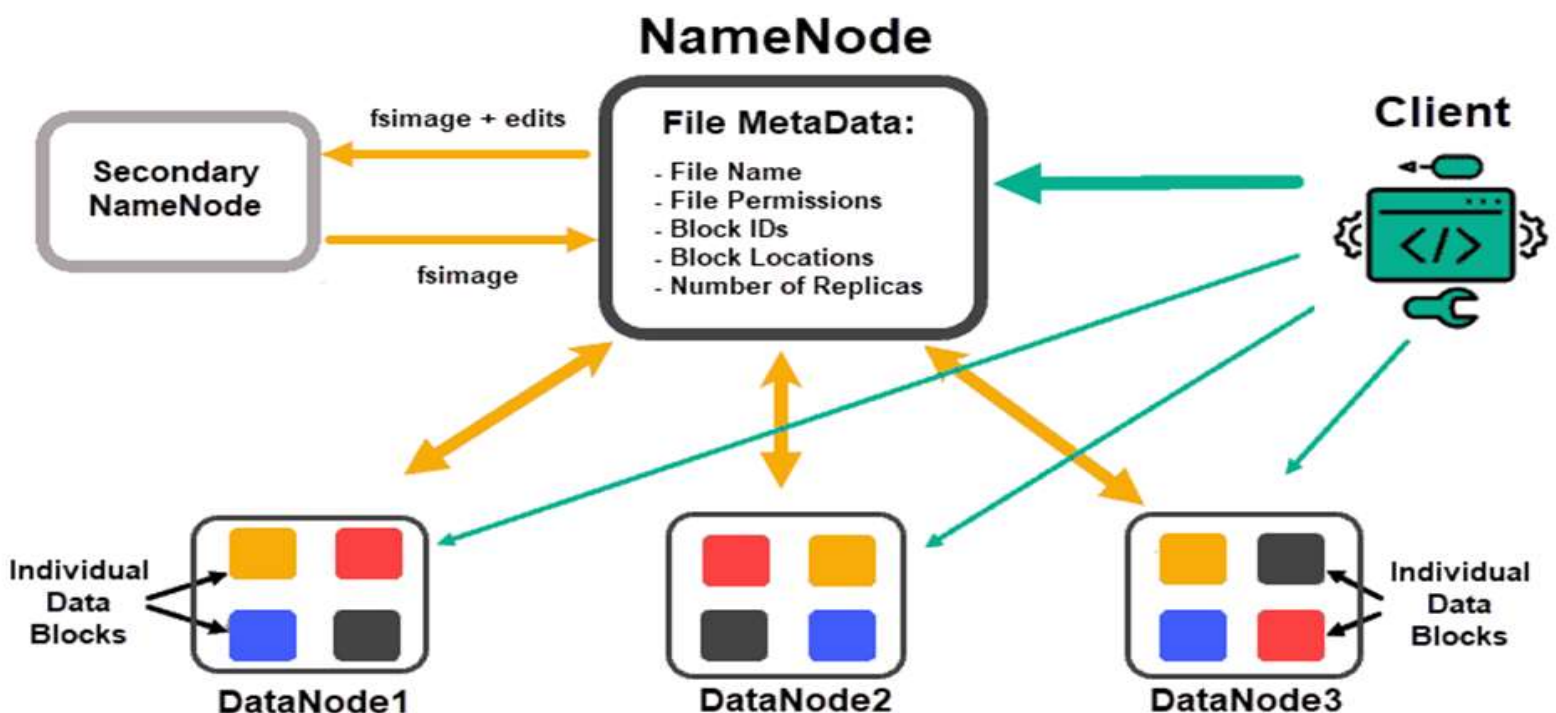 NameNode
fsimage + edits
File MetaData:
Client
Secondary
NameNode
- File Name
- File Permissions
- Block IDs
- Block Locations
- Number of Replicas
</>
fsimage
Individual
Data
Blocks
Individual
Data
Blocks
DataNode1
DataNode2
DataNode3